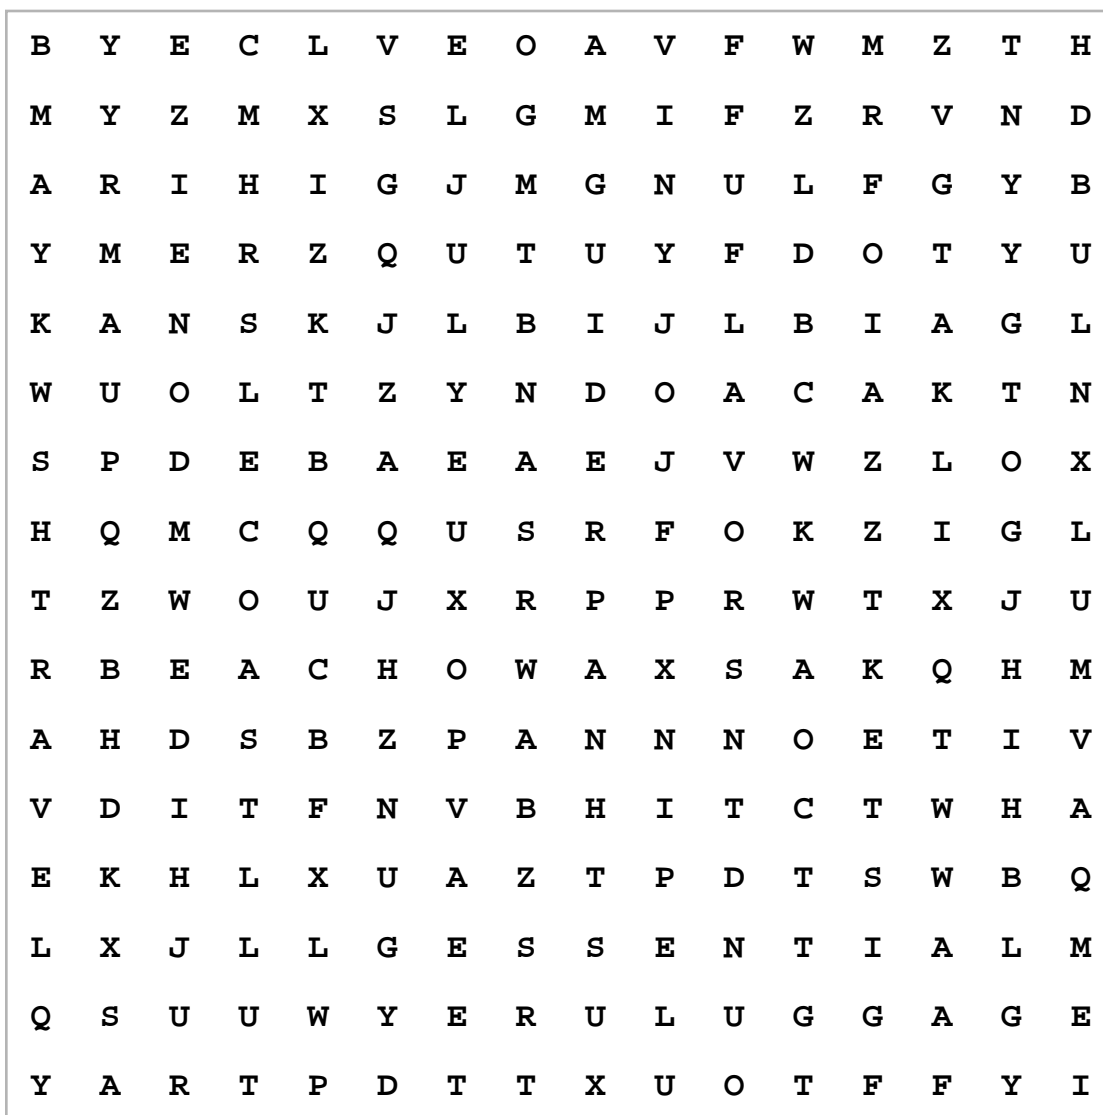 B Y E C L V E O A V F W M Z T H
M Y Z M X S L G M I F Z R V N D
A R I H I G J M G N U L F G Y B
Y M E R Z Q U T U Y F D O T Y U
K A N S K J L B I J L B I A G L
W U O L T Z Y N D O A C A K T N
S P D E B A E A E J V W Z L O X
H Q M C Q Q U S R F O K Z I G L
T Z W O U J X R P P R W T X J U
R B E A C H O W A X S A K Q H M
A H D S B Z P A N N N O E T I V
V D I T F N V B H I T C T W H A
E K H L X U A Z T P D T S W B Q
L X J L L G E S S E N T I A L M
Q S U U W Y E R U L U G G A G E
Y A R T P D T T X U O T F F Y I